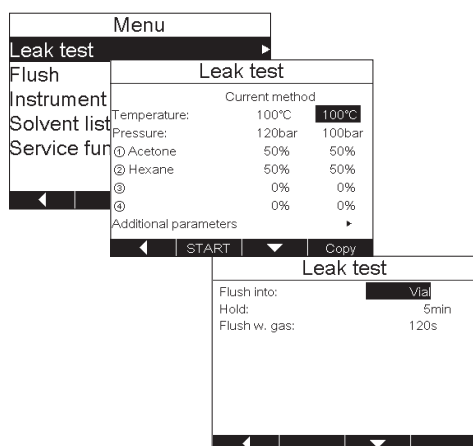 Menu
Leak test
Flush
Instrument
Solvent list
Service fun
Leak test
Current method
Temperature: 100°C 100°C
Pressure: 120bar 100bar
① Acetone 50% 50%
② Hexane 50% 50%
③ 0% 0%
④ 0% 0%
Additional parameters
START Copy
Leak test
Flush into: Vial
Hold: 5min
Flush w. gas: 120s